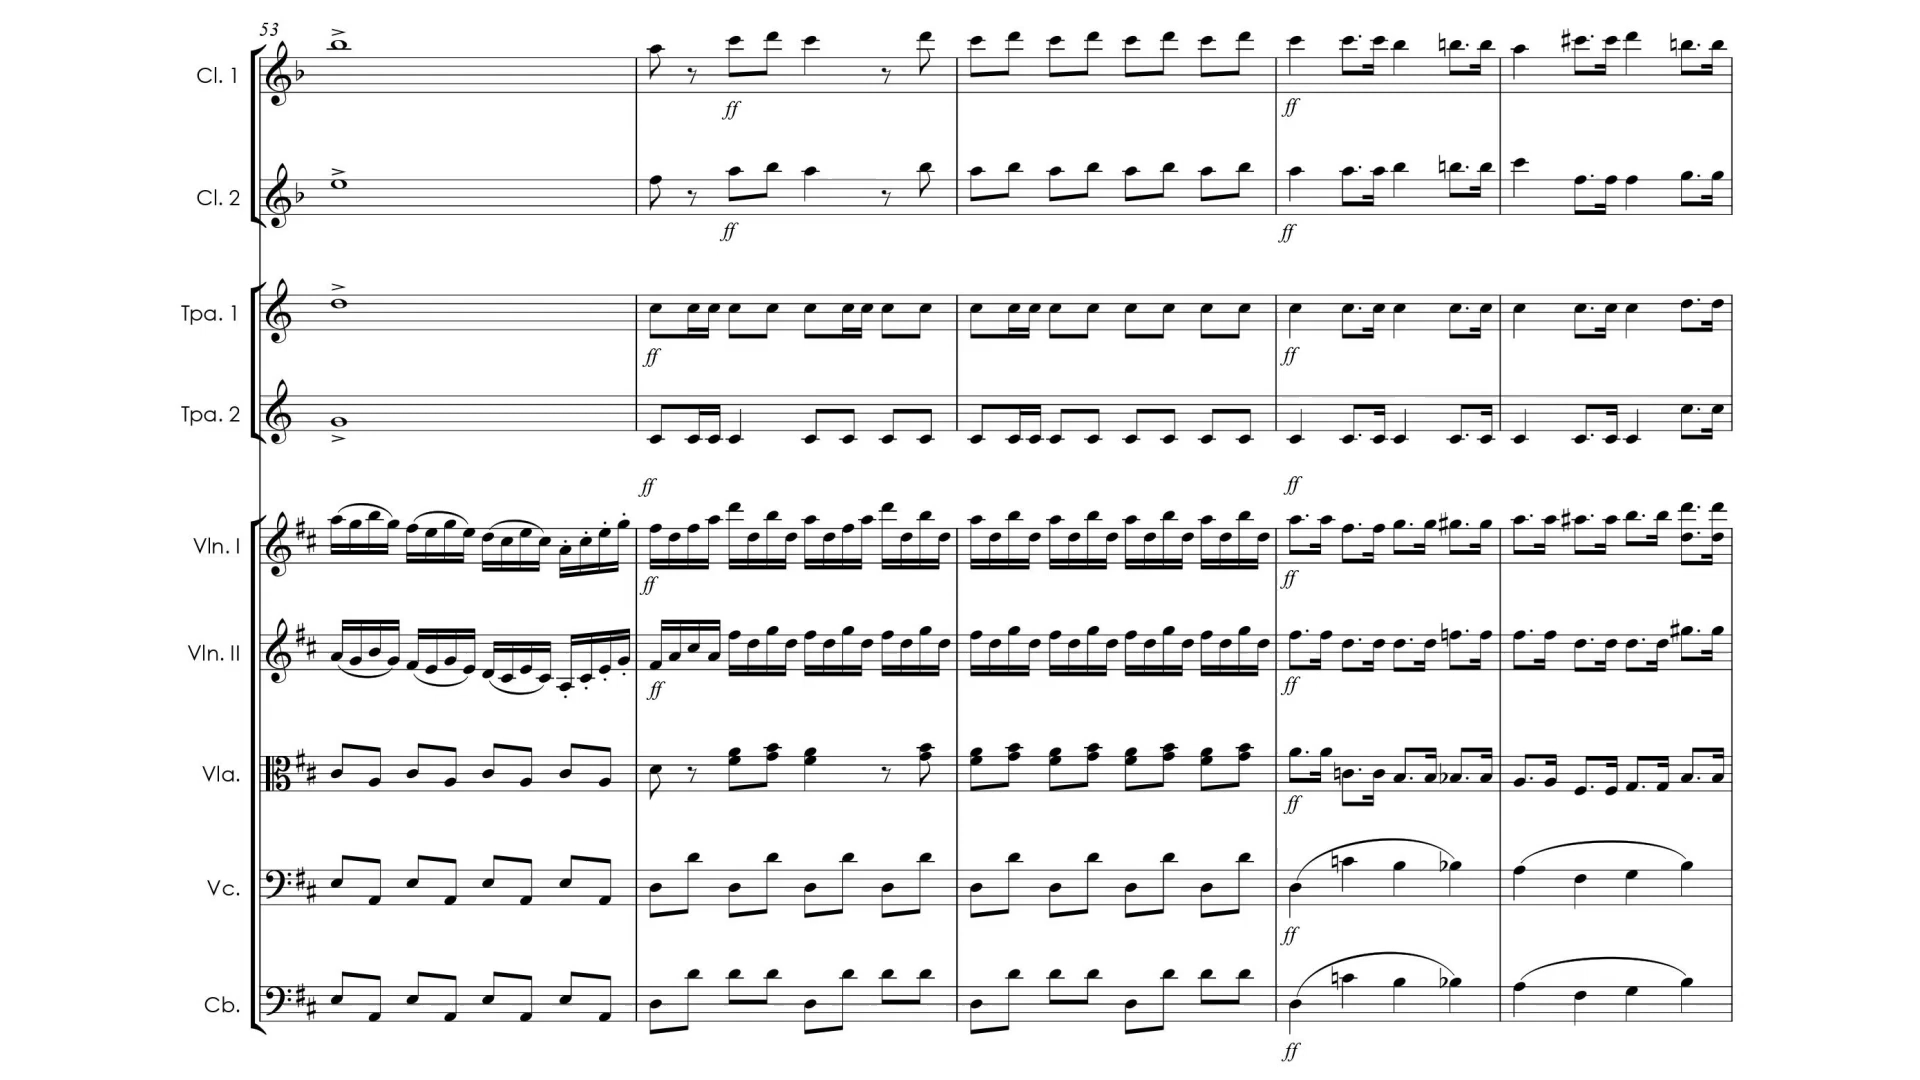 53
Cl. 1
ff
ff
Cl. 2
ff
ff
Tpa. 1
ff
ff
Tpa. 2
ff
ff
Vln. I
ff
ff
Vln. II
ff
ff
Vla.
ff
Vc.
ff
Cb.
ff